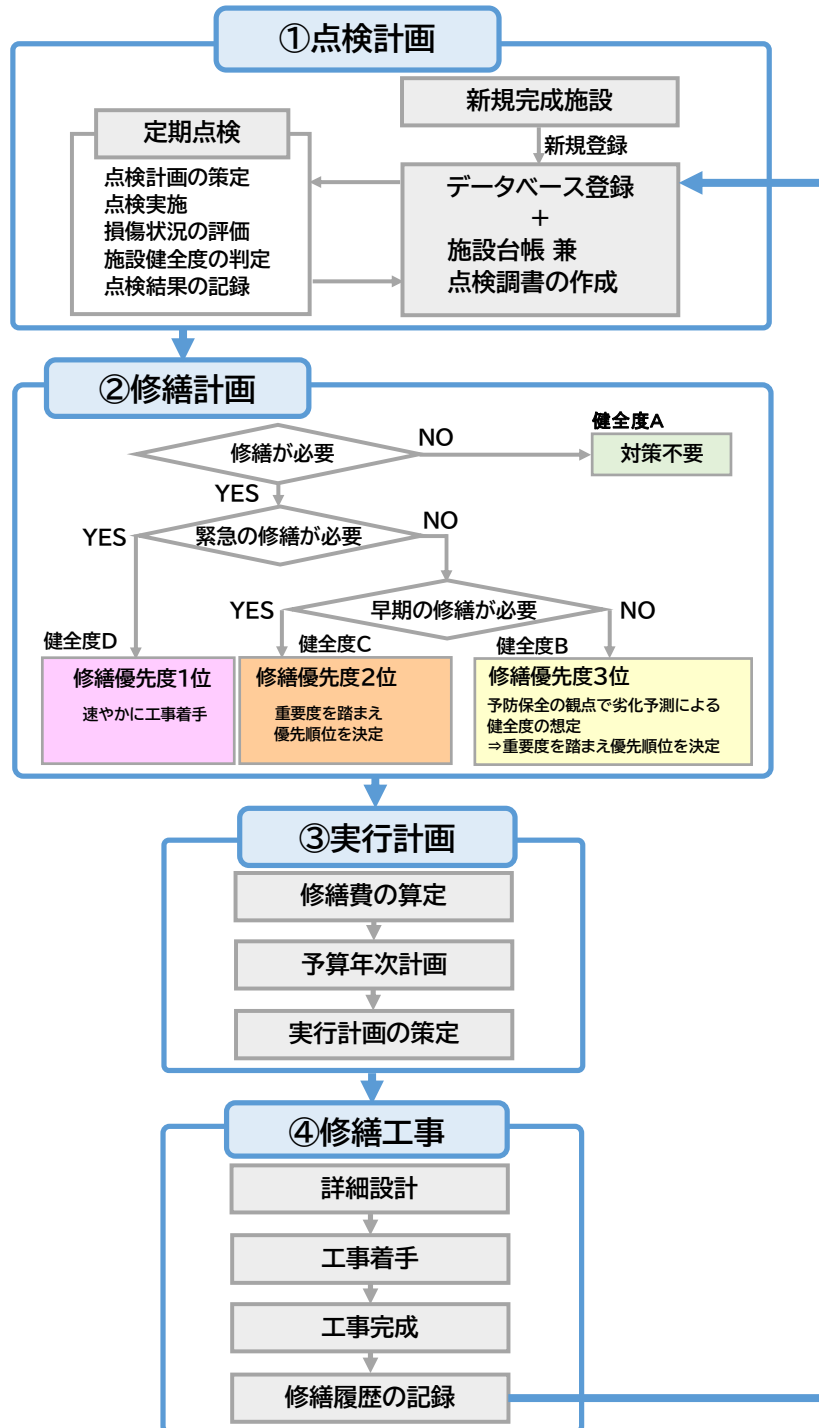 ①点検計画
新規完成施設
定期点検
新規登録
点検計画の策定
点検実施
損傷状況の評価
施設健全度の判定
点検結果の記録
データベース登録
+
施設台帳 兼
点検調書の作成
②修繕計画
修繕が必要
NO
健全度A
対策不要
YES
緊急の修繕が必要
YES
NO
早期の修繕が必要
YES
NO
健全度D
修繕優先度1位
速やかに工事着手
健全度C
修繕優先度2位
重要度を踏まえ
優先順位を決定
健全度B
修繕優先度3位
予防保全の観点で劣化予測による
健全度の想定
⇒重要度を踏まえ優先順位を決定
③実行計画
修繕費の算定
予算年次計画
実行計画の策定
④修繕工事
詳細設計
工事着手
工事完成
修繕履歴の記録